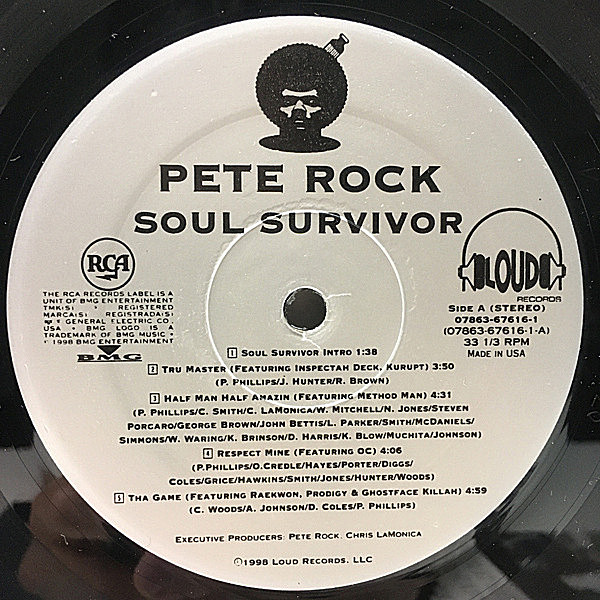 PETE ROCK
SOUL SURVIVOR
RCA
THE RCA RECORDS LABEL IS A
UNIT OF BMG ENTERTAINMENT
TMK(S) • REGISTERED
MARCA(S) REGISTRADA(S)
GENERAL ELECTRIC CO.
USA • BMG LOGO IS A
TRADEMARK OF BMG MUSIC •
© 1998 BMG ENTERTAINMENT
BMG
LOUD
RECORDS
SIDE A (STEREO)
07863-67616-1
(07863-67616-1-A)
33 1/3 RPM
MADE IN USA
1 SOUL SURVIVOR INTRO 1:38
2 TRU MASTER (FEATURING INSPECTAH DECK, KURUPT) 3:50
(P. PHILLIPS/J. HUNTER/R. BROWN)
3 HALF MAN HALF AMAZIN (FEATURING METHOD MAN) 4:31
(P. PHILLIPS/C. SMITH/C. LAMONICA/W. MITCHELL/N. JONES/STEVEN
PORCARO/GEORGE BROWN/JOHN BETTIS/L. PARKER/SMITH/MCDANIELS/
SIMMONS/W. WARING/K. BRINSON/D. HARRIS/K. BLOW/MUCHITA/JOHNSON)
4 RESPECT MINE (FEATURING OC) 4:06
(P.PHILLIPS/O.CREDLE/HAYES/PORTER/DIGGS/
COLES/GRICE/HAWKINS/SMITH/JONES/HUNTER/WOODS)
5 THA GAME (FEATURING RAEKWON, PRODIGY & GHOSTFACE KILLAH) 4:59
(C. WOODS/A. JOHNSON/D. COLES/P. PHILLIPS)
EXECUTIVE PRODUCERS: PETE ROCK, CHRIS LAMONICA
℗1998 LOUD RECORDS, LLC